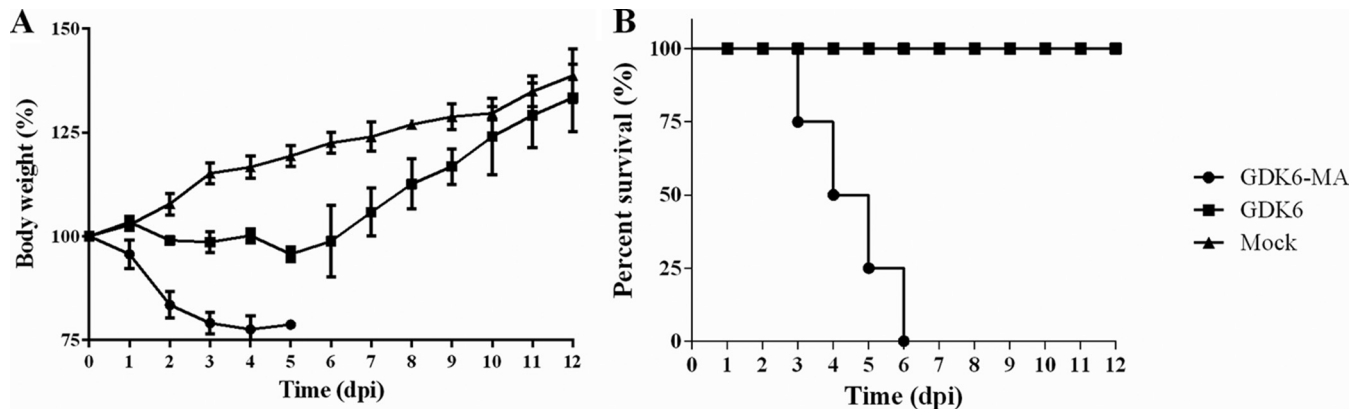 A
Body weight (%)
150
125
100
75
0 1 2 3 4 5 6 7 8 9 10 11 12
Time (dpi)
B
Percent survival (%)
100
75
50
25
0
0 1 2 3 4 5 6 7 8 9 10 11 12
Time (dpi)
GDK6-MA
GDK6
Mock